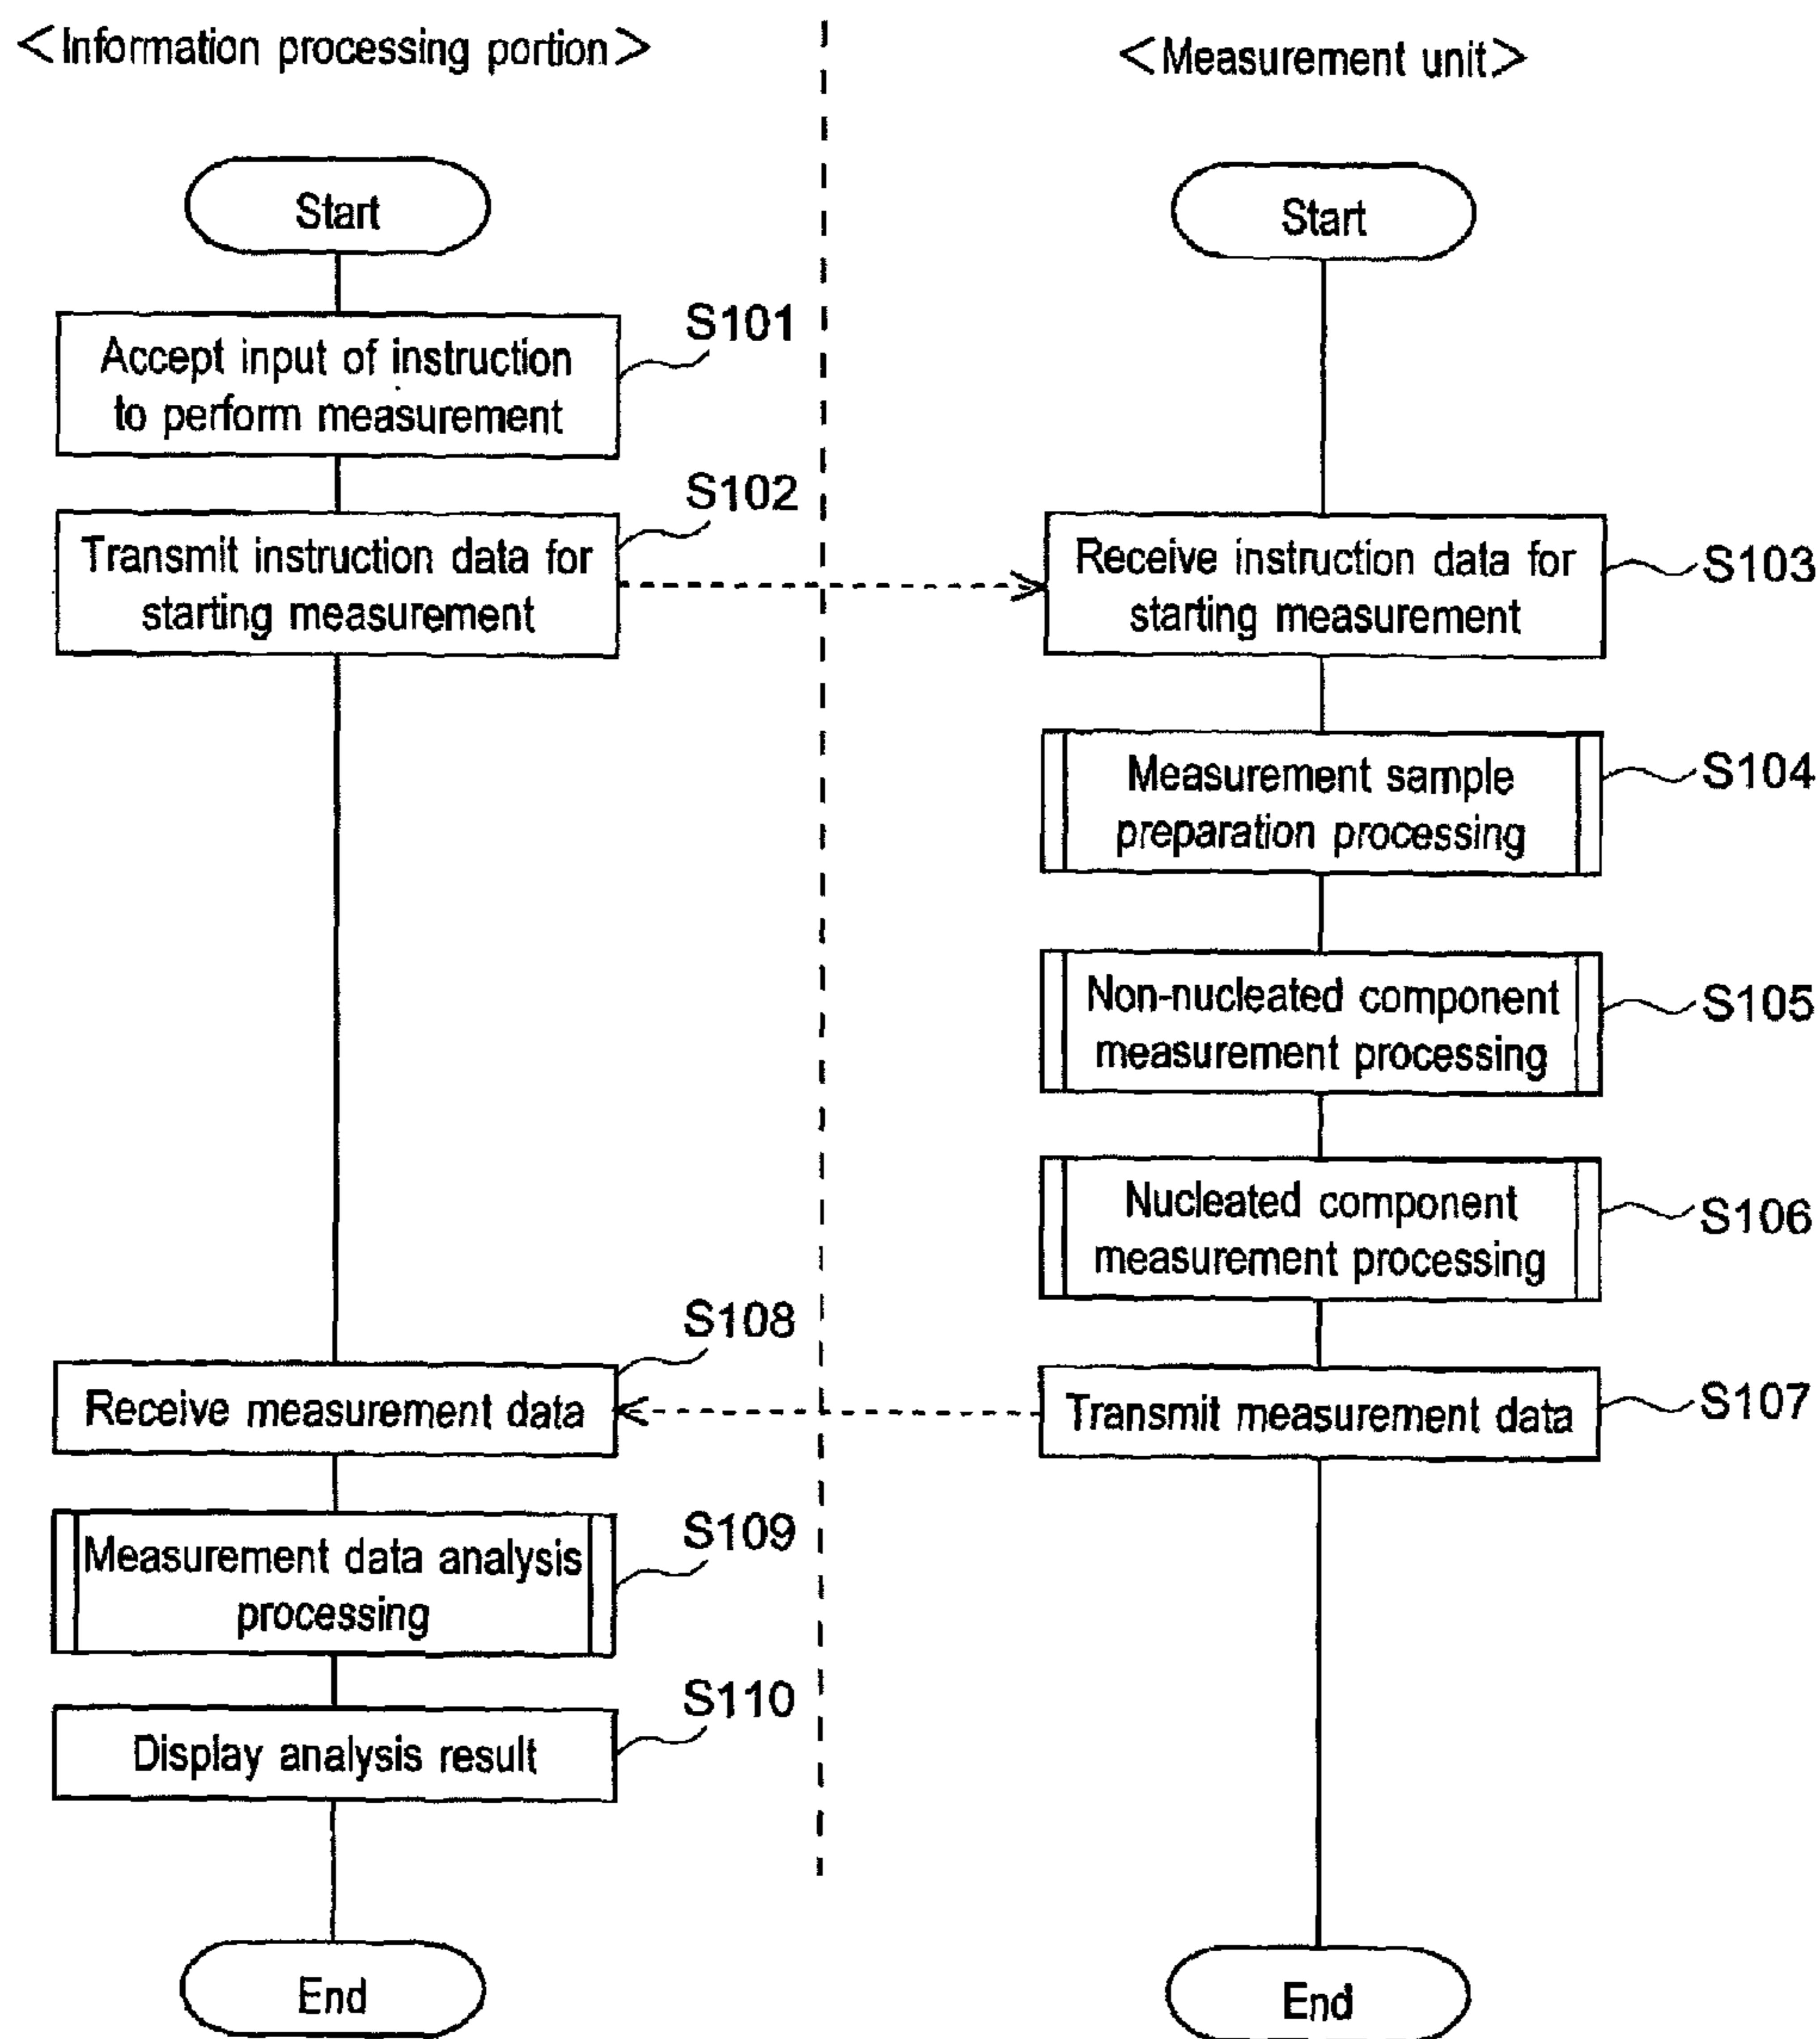 <Information processing portion>
Start
Accept input of instruction
to perform measurement
S101
Transmit instruction data for
starting measurement
S102
Receive measurement data
S108
Measurement data analysis
processing
S109
Display analysis result
S110
End
<Measurement unit>
Start
Receive instruction data for
starting measurement
S103
Measurement sample
preparation processing
S104
Non-nucleated component
measurement processing
S105
Nucleated component
measurement processing
S106
Transmit measurement data
S107
End